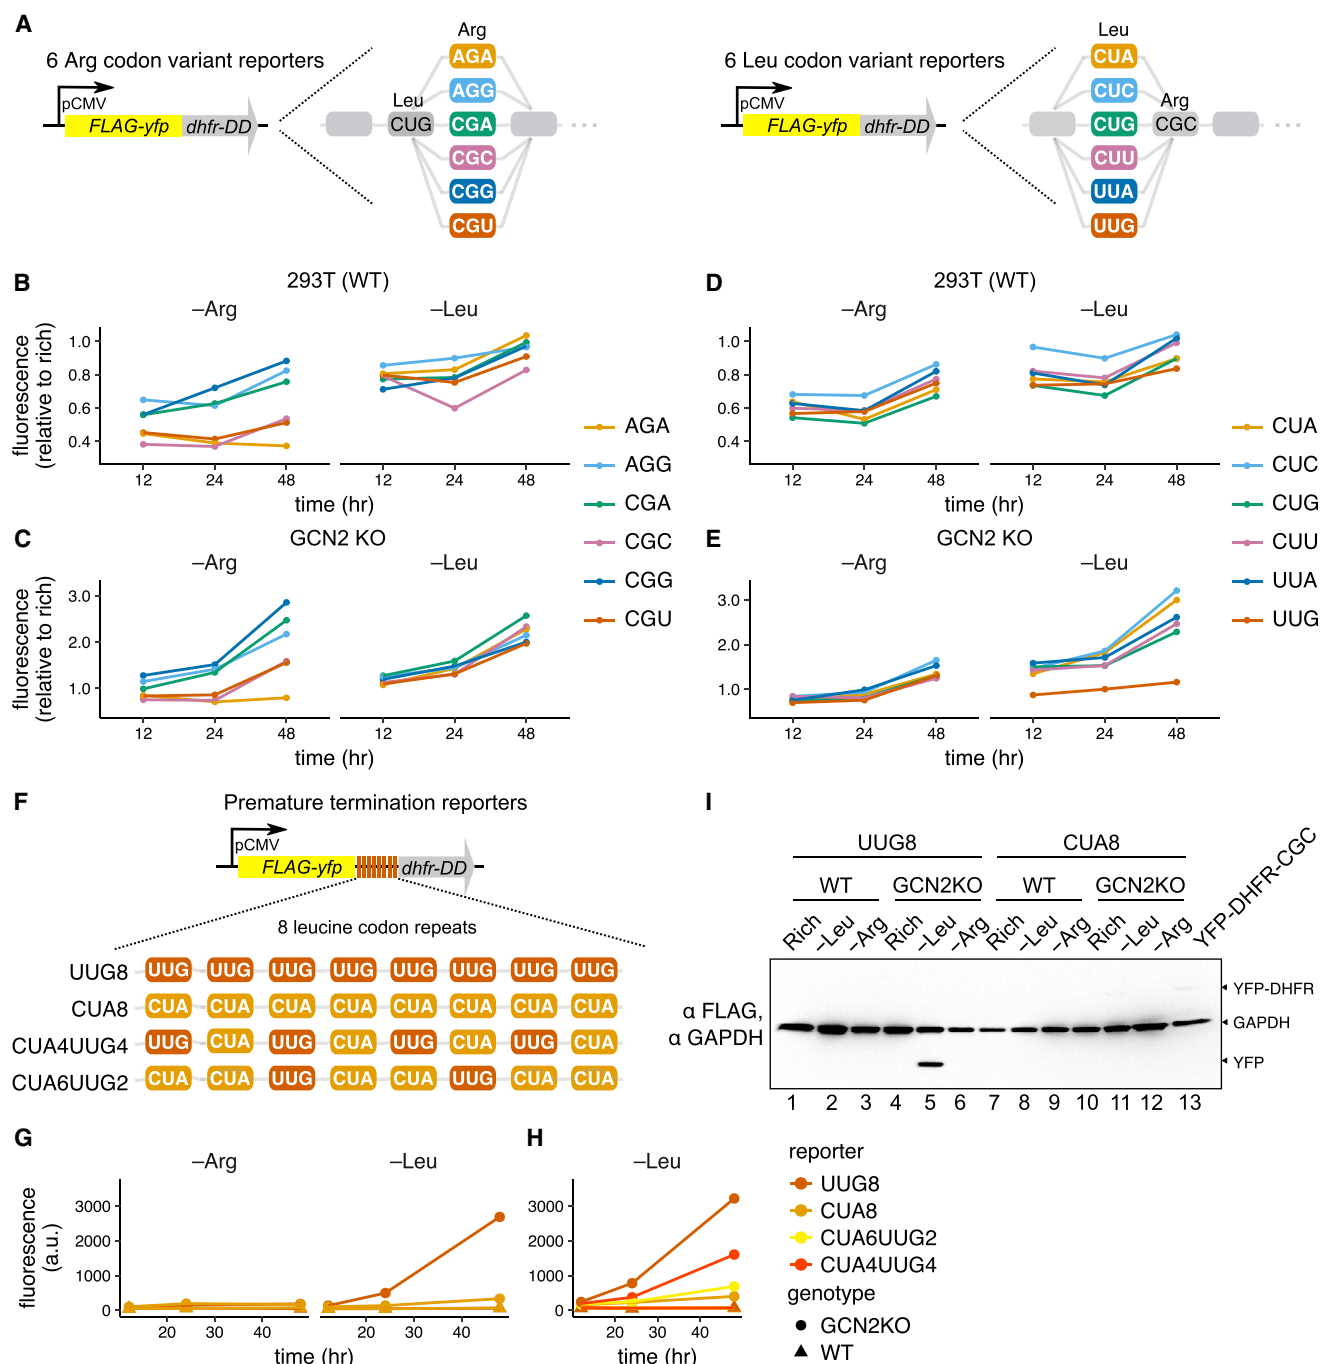 A
6 Arg codon variant reporters
pCMV
FLAG-yfp
dhfr-DD
Arg
AGA
AGG
Leu
CUG
CGA
CGC
CGG
CGU
...
6 Leu codon variant reporters
pCMV
FLAG-yfp
dhfr-DD
Leu
CUA
CUC
CUG
Arg
CGC
CUU
UUA
UUG
...
B
293T (WT)
–Arg
–Leu
fluorescence
(relative to rich)
1.0
0.8
0.6
0.4
12 24 48
12 24 48
time (hr)
C
GCN2 KO
–Arg
–Leu
fluorescence
(relative to rich)
3.0
2.0
1.0
12 24 48
12 24 48
time (hr)
AGA
AGG
CGA
CGC
CGG
CGU
D
293T (WT)
–Arg
–Leu
1.0
0.8
0.6
0.4
12 24 48
12 24 48
time (hr)
E
GCN2 KO
–Arg
–Leu
3.0
2.0
1.0
12 24 48
12 24 48
time (hr)
CUA
CUC
CUG
CUU
UUA
UUG
F
Premature termination reporters
pCMV
FLAG-yfp
dhfr-DD
8 leucine codon repeats
UUG8 UUG UUG UUG UUG UUG UUG UUG UUG
CUA8 CUA CUA CUA CUA CUA CUA CUA CUA
CUA4UUG4 UUG CUA UUG CUA UUG CUA UUG CUA
CUA6UUG2 CUA CUA UUG CUA CUA UUG CUA CUA
G
–Arg
–Leu
fluorescence
(a.u.)
3000
2000
1000
0
20 30 40
20 30 40
time (hr)
H
–Leu
3000
2000
1000
0
20 30 40
time (hr)
reporter
UUG8
CUA8
CUA6UUG2
CUA4UUG4
genotype
GCN2KO
WT
I
UUG8 CUA8
WT GCN2KO WT GCN2KO
Rich –Leu –Arg Rich –Leu –Arg Rich –Leu –Arg Rich –Leu –Arg YFP-DHFR-CGC
α FLAG,
α GAPDH
YFP-DHFR
GAPDH
YFP
1 2 3 4 5 6 7 8 9 10 11 12 13